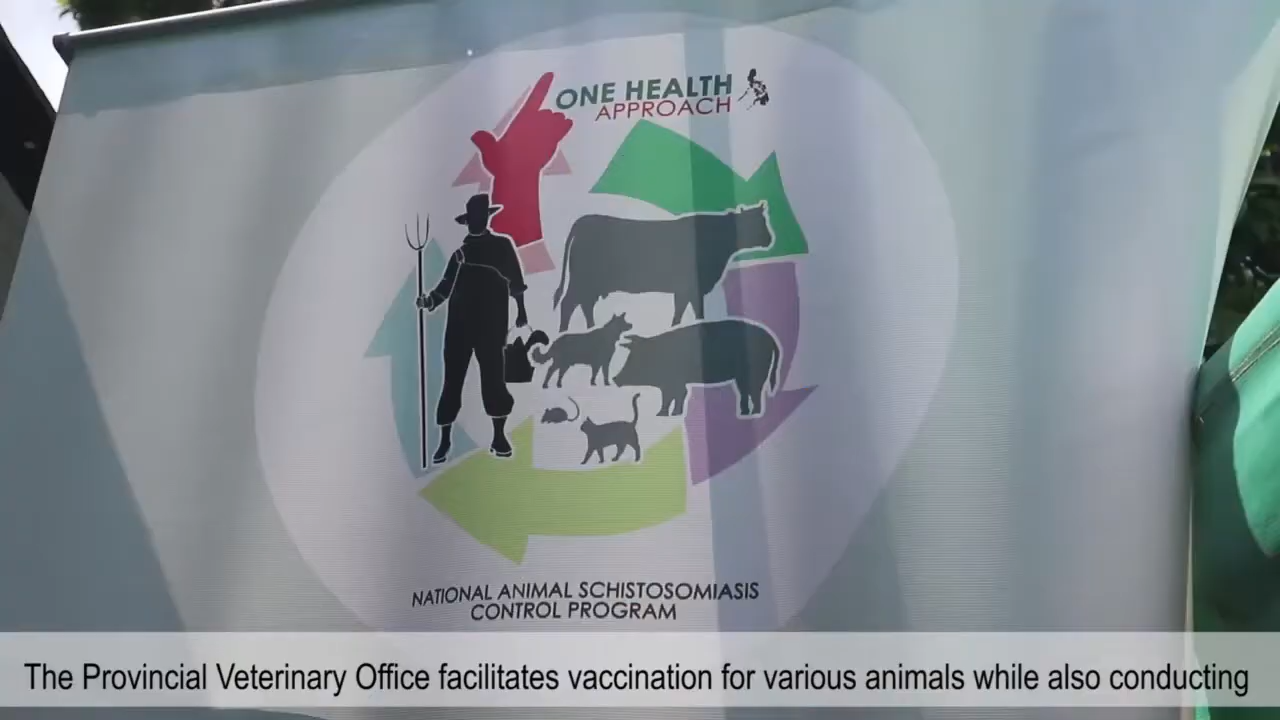 ONE HEALTH
APPROACH
NATIONAL ANIMAL SCHISTOSOMIASIS
CONTROL PROGRAM
The Provincial Veterinary Office facilitates vaccination for various animals while also conducting